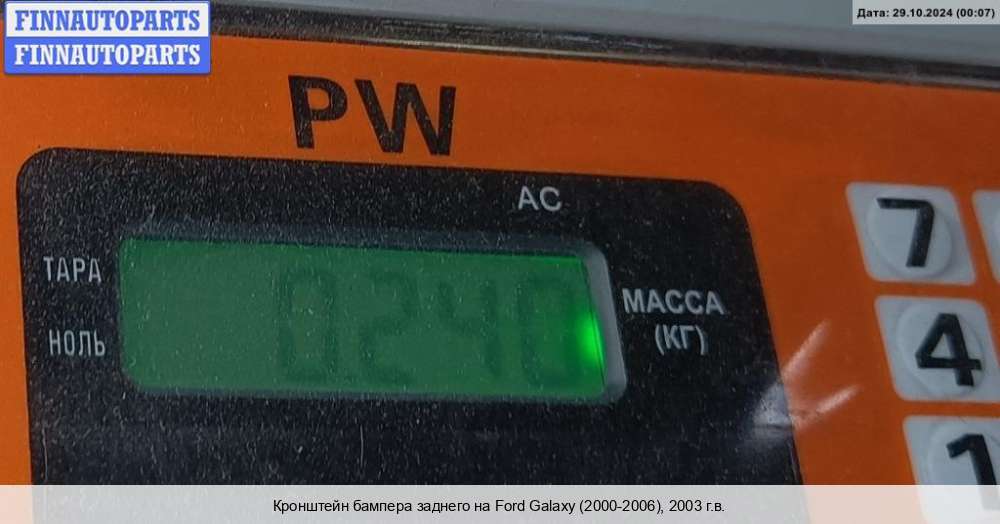 FINNAUTOPARTS
FINNAUTOPARTS
Дата: 29.10.2024 (00:07)
PW
AC
ТАРА
НОЛЬ
0.240
МАССА
(КГ)
7
4
1
Кронштейн бампера заднего на Ford Galaxy (2000-2006), 2003 г.в.